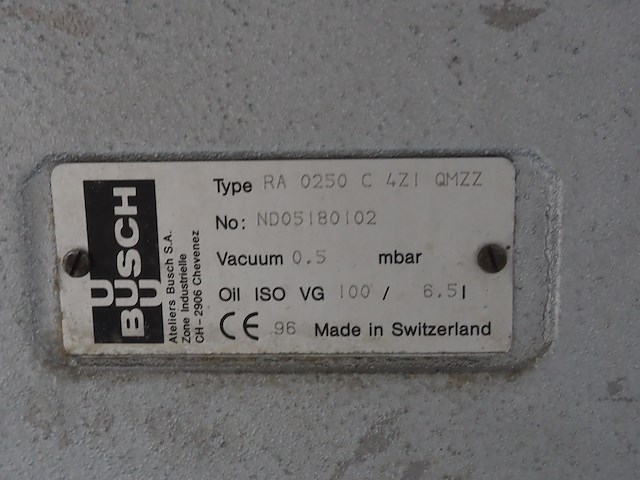 BUSCH
Ateliers Busch S.A.
Zone Industrielle
CH-2906 Chevenez
Type RA 0250 C 4Z1 QMZZ
No: ND05180102
Vacuum 0.5 mbar
Oil ISO VG 100 / 6.5 l
CE 96 Made in Switzerland